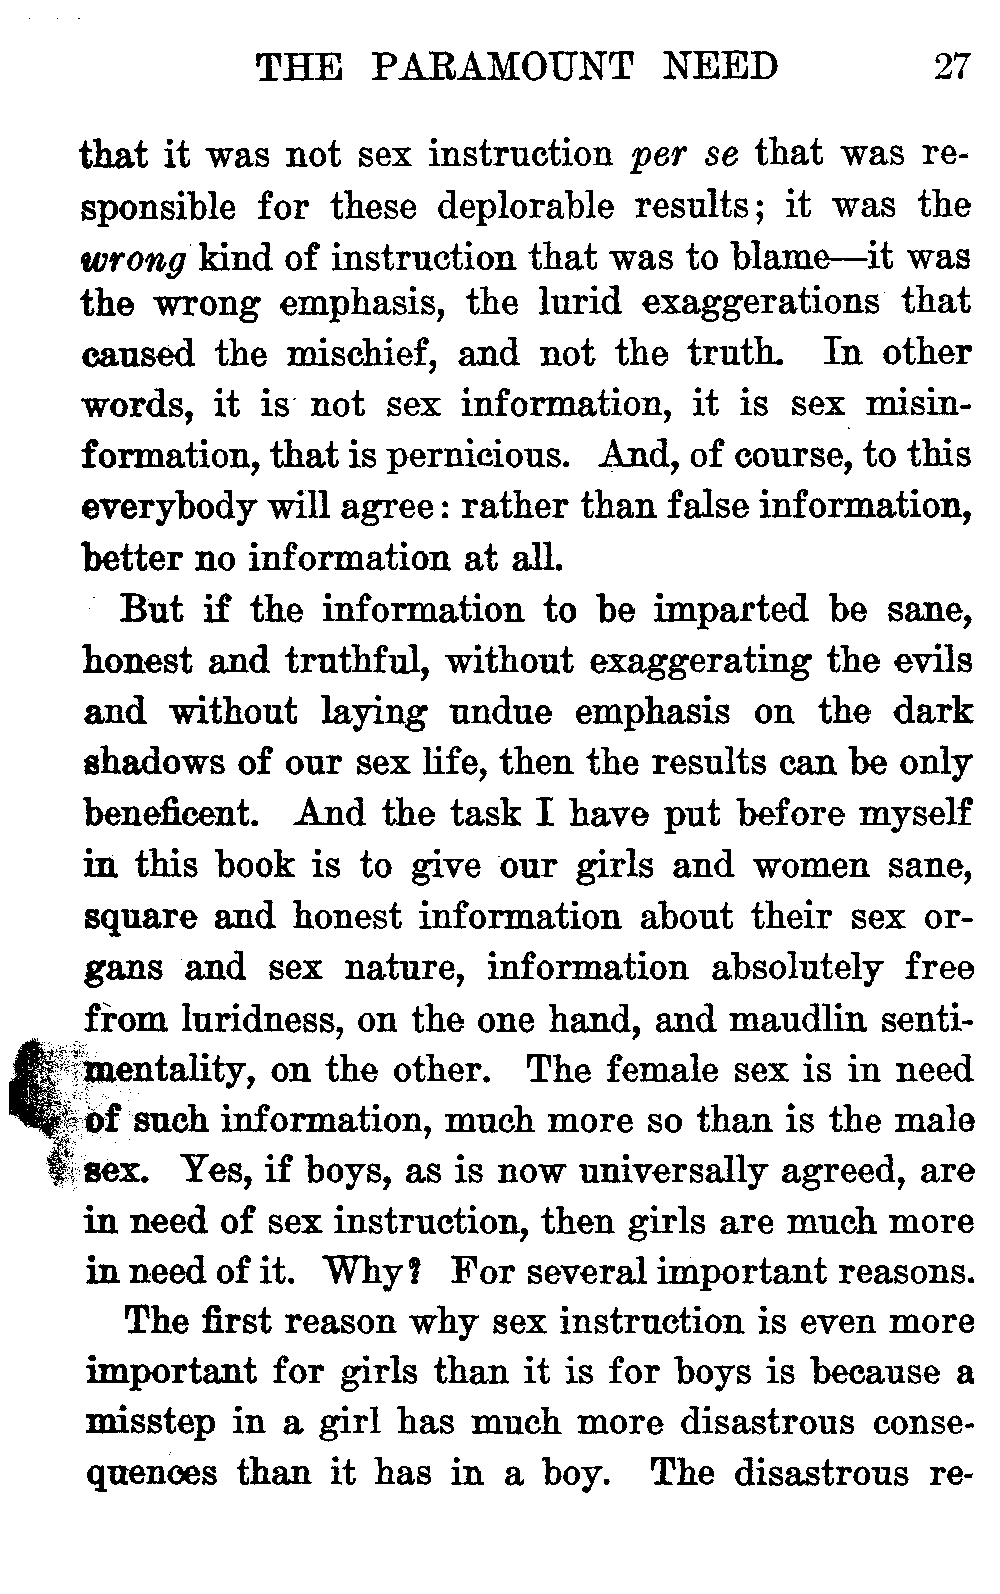 THE PARAMOUNT NEED 27
that it was not sex instruction per se that was re-
sponsible for these deplorable results; it was the
wrong kind of instruction that was to blame—it was
the wrong emphasis, the lurid exaggerations that
caused the mischief, and not the truth. In other
words, it is not sex information, it is sex misin-
formation, that is pernicious. And, of course, to this
everybody will agree: rather than false information,
better no information at all.
But if the information to be imparted be sane,
honest and truthful, without exaggerating the evils
and without laying undue emphasis on the dark
shadows of our sex life, then the results can be only
beneficent. And the task I have put before myself
in this book is to give our girls and women sane,
square and honest information about their sex or-
gans and sex nature, information absolutely free
from luridness, on the one hand, and maudlin senti-
mentality, on the other. The female sex is in need
of such information, much more so than is the male
sex. Yes, if boys, as is now universally agreed, are
in need of sex instruction, then girls are much more
in need of it. Why? For several important reasons.
The first reason why sex instruction is even more
important for girls than it is for boys is because a
misstep in a girl has much more disastrous conse-
quences than it has in a boy. The disastrous re-